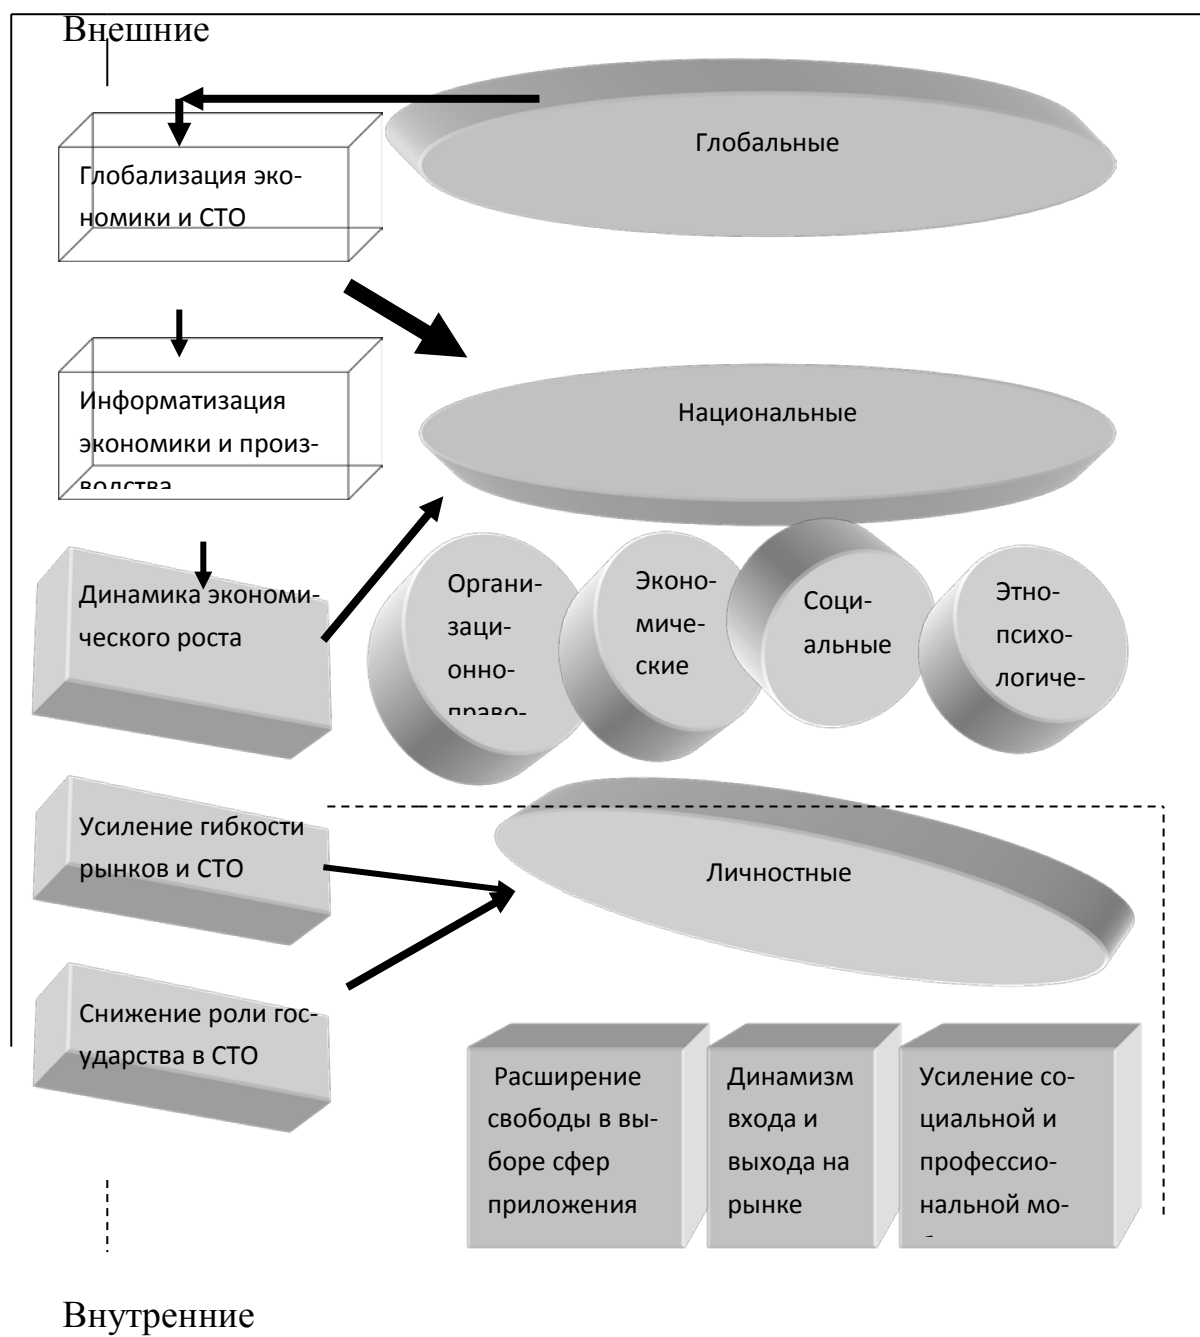 Внешние
Глобальные
Глобализация эко-
номики и СТО
Национальные
Информатизация
экономики и произ-
водства
Динамика экономи-
ческого роста
Органи-
заци-
онно-
право-
Эконо-
миче-
ские
Соци-
альные
Этно-
психо-
логиче-
Усиление гибкости
рынков и СТО
Личностные
Снижение роли гос-
ударства в СТО
Расширение
свободы в вы-
боре сфер
приложения
Динамизм
входа и
выхода на
рынке
Усиление со-
циальной и
профессио-
нальной мо-
Внутренние